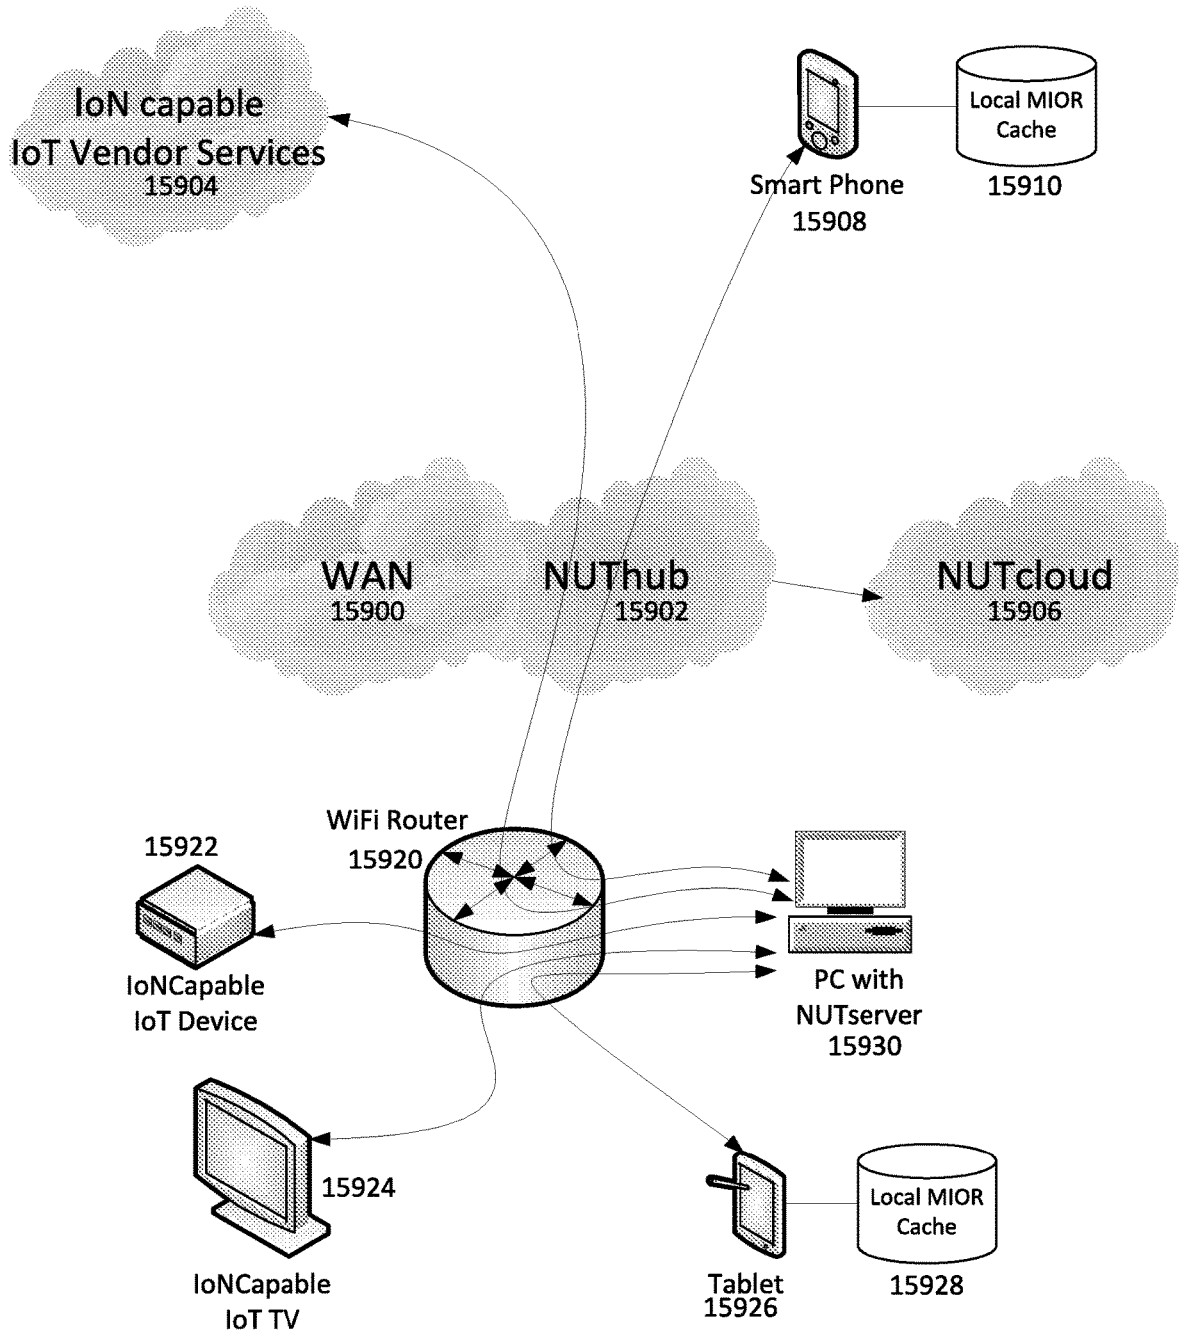 IoN capable
IoT Vendor Services
15904
Smart Phone
15908
Local MIOR
Cache
15910
WAN
15900
NUThub
15902
NUTcloud
15906
WiFi Router
15920
15922
IoNCapable
IoT Device
PC with
NUTserver
15930
15924
IoNCapable
IoT TV
Tablet
15926
Local MIOR
Cache
15928